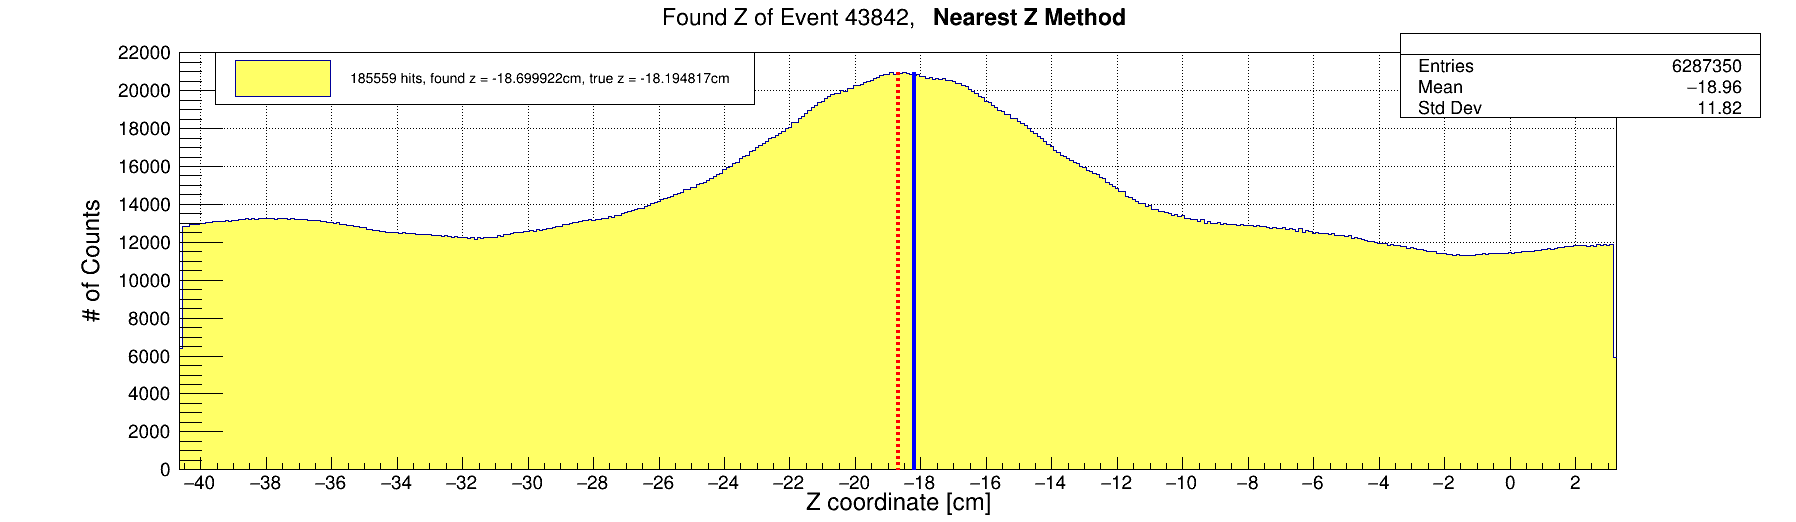 Found Z of Event 43842, Nearest Z Method
185559 hits, found z = -18.699922cm, true z = -18.194817cm
Entries 6287350
Mean −18.96
Std Dev 11.82
22000
20000
18000
16000
14000
12000
10000
8000
6000
4000
2000
0
# of Counts
−40 −38 −36 −34 −32 −30 −28 −26 −24 −22 −20 −18 −16 −14 −12 −10 −8 −6 −4 −2 0 2
Z coordinate [cm]